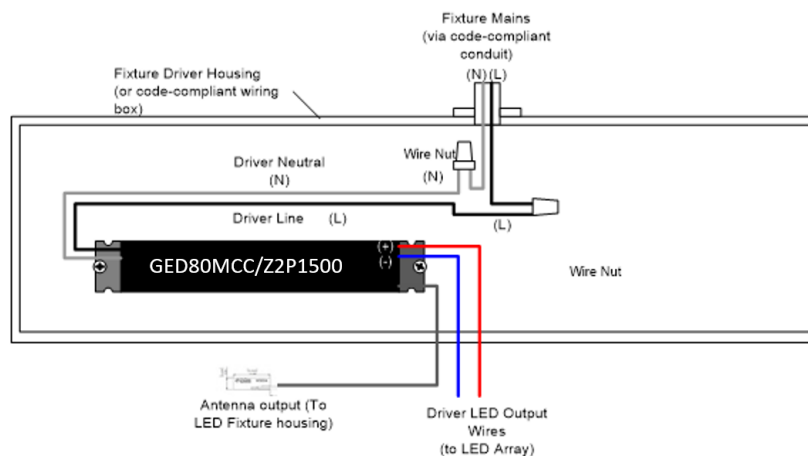 Fixture Mains
(via code-compliant
conduit)
(N)(L)
Fixture Driver Housing
(or code-compliant wiring
box)
Driver Neutral
(N)
Wire Nut
(N)
Driver Line (L)
(L)
GED80MCC/Z2P1500
(+)
(-)
Wire Nut
Antenna output (To
LED Fixture housing)
Driver LED Output
Wires
(to LED Array)